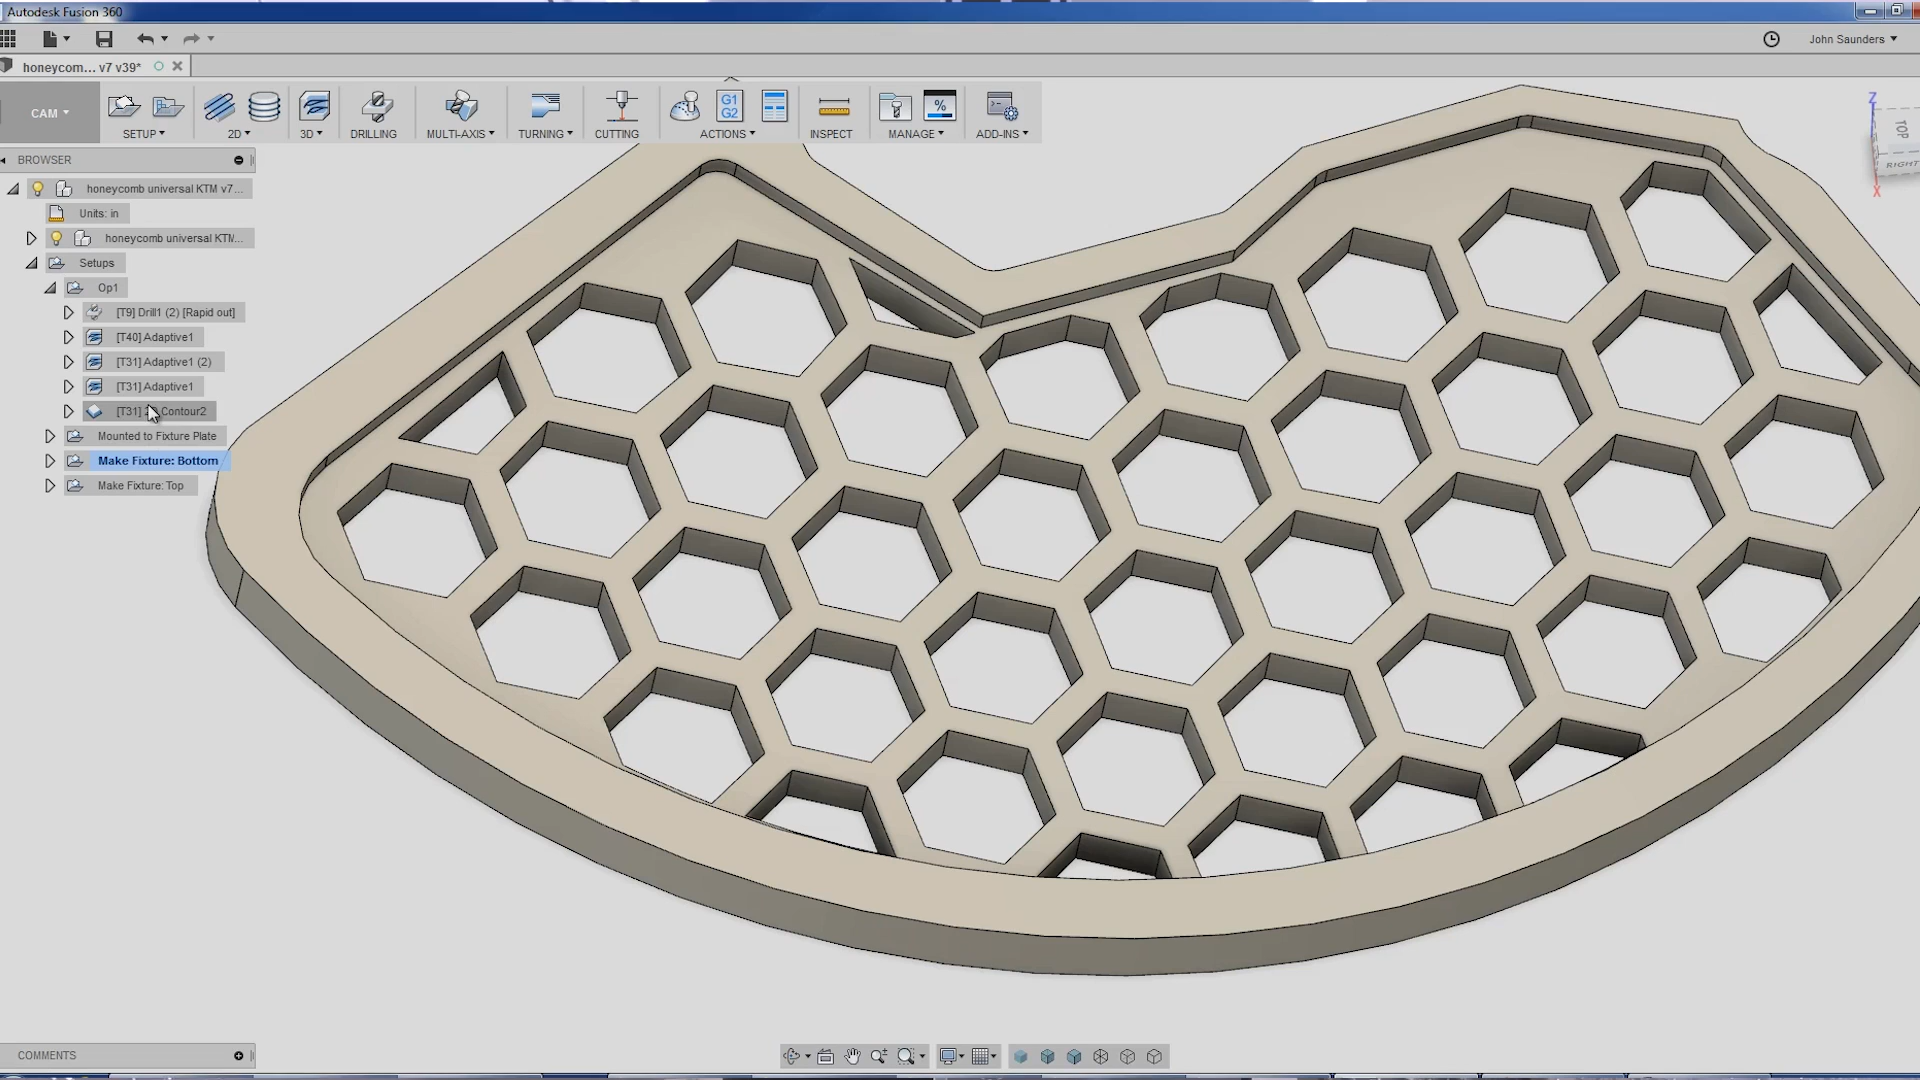 Autodesk Fusion 360
John Saunders
honeycom... v7 v39*
CAM
SETUP
2D
3D
DRILLING
MULTI-AXIS
TURNING
CUTTING
G1
G2
ACTIONS
INSPECT
%
MANAGE
ADD-INS
Z
TOP
RIGHT
X
BROWSER
honeycomb universal KTM v7...
Units: in
honeycomb universal KTM...
Setups
Op1
[T9] Drill1 (2) [Rapid out]
[T40] Adaptive1
[T31] Adaptive1 (2)
[T31] Adaptive1
[T31] 2D Contour2
Mounted to Fixture Plate
Make Fixture: Bottom
Make Fixture: Top
COMMENTS